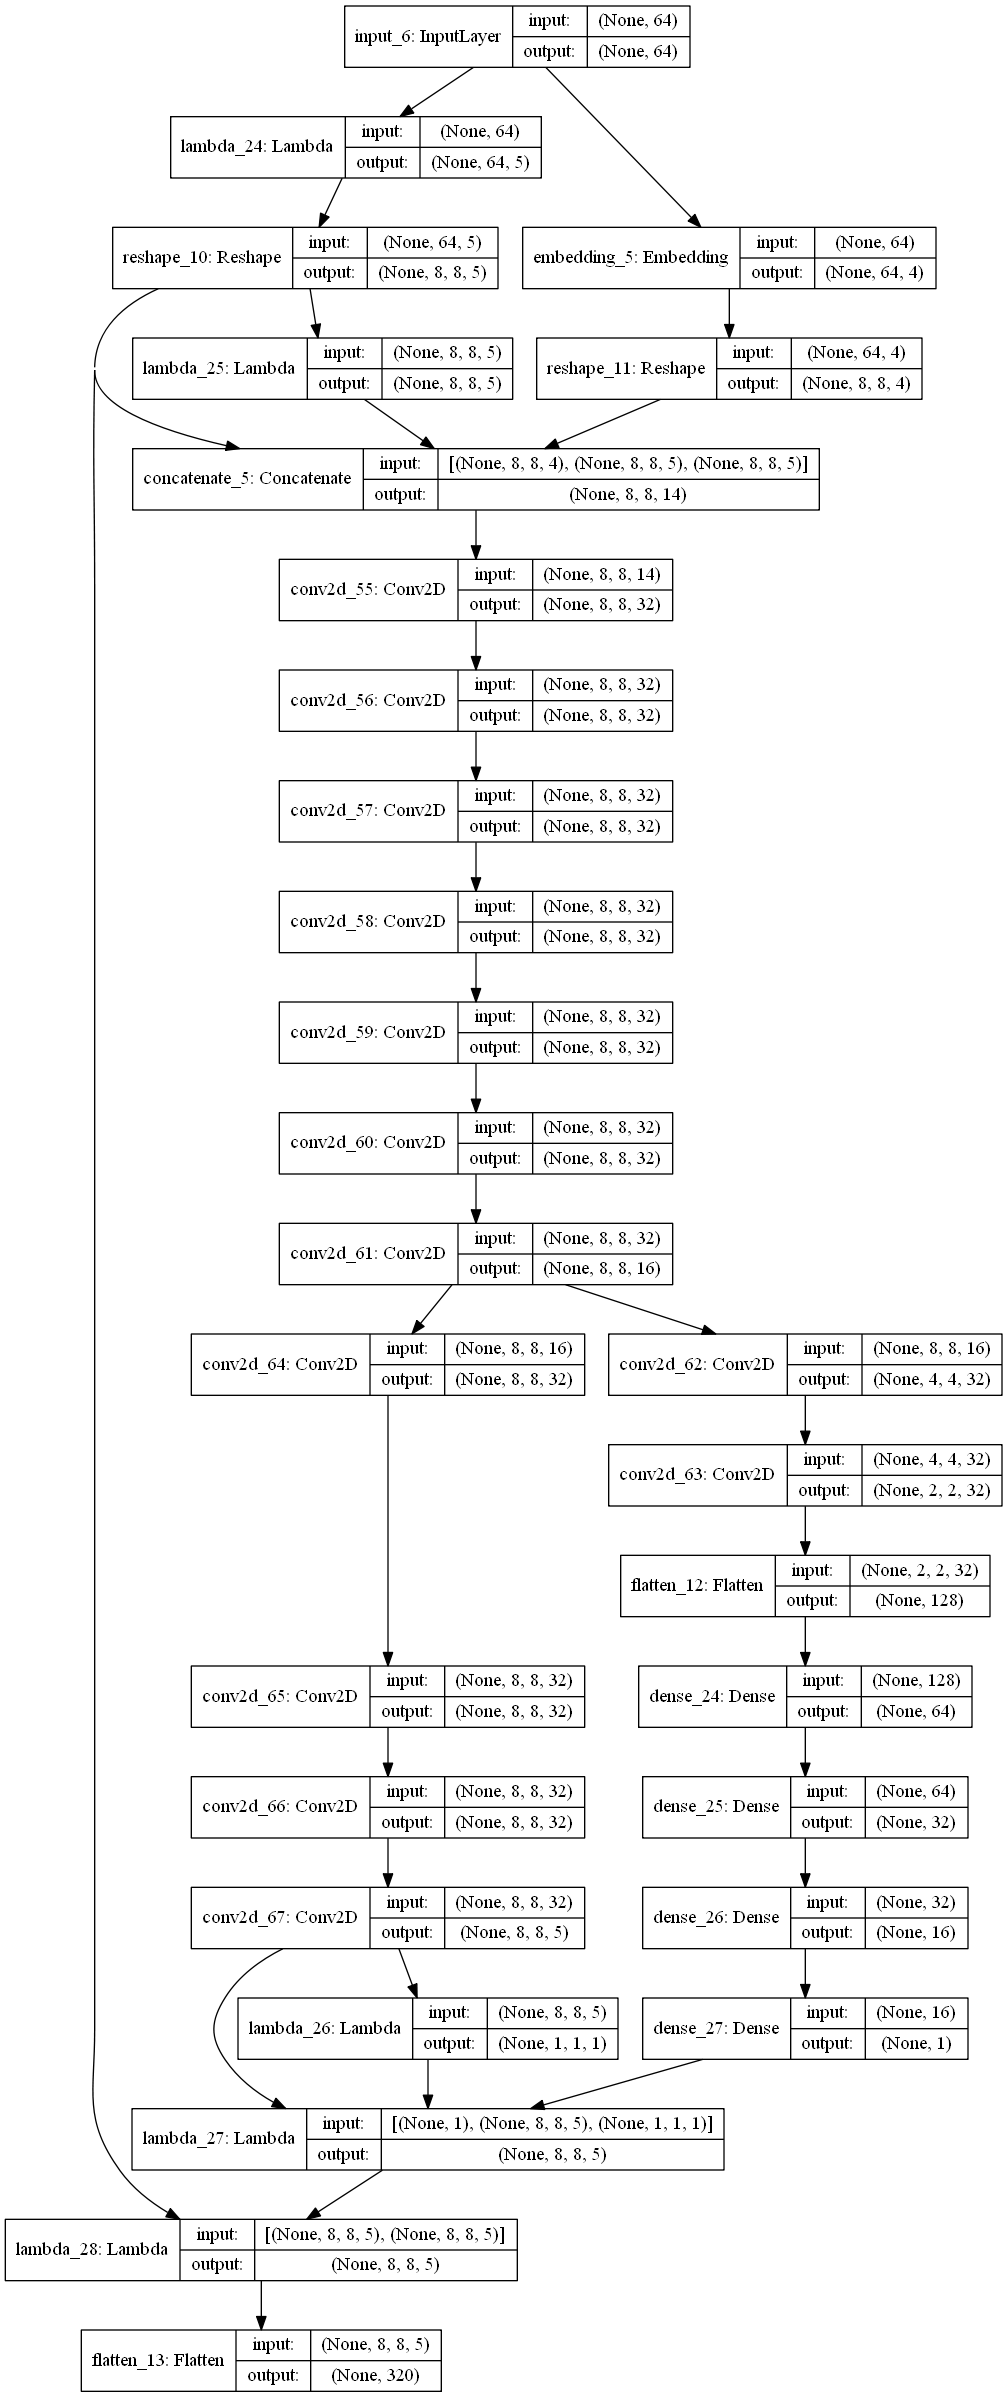 input_6: InputLayer
input:
(None, 64)
output:
(None, 64)
lambda_24: Lambda
input:
(None, 64)
output:
(None, 64, 5)
reshape_10: Reshape
input:
(None, 64, 5)
output:
(None, 8, 8, 5)
embedding_5: Embedding
input:
(None, 64)
output:
(None, 64, 4)
lambda_25: Lambda
input:
(None, 8, 8, 5)
output:
(None, 8, 8, 5)
reshape_11: Reshape
input:
(None, 64, 4)
output:
(None, 8, 8, 4)
concatenate_5: Concatenate
input:
[(None, 8, 8, 4), (None, 8, 8, 5), (None, 8, 8, 5)]
output:
(None, 8, 8, 14)
conv2d_55: Conv2D
input:
(None, 8, 8, 14)
output:
(None, 8, 8, 32)
conv2d_56: Conv2D
input:
(None, 8, 8, 32)
output:
(None, 8, 8, 32)
conv2d_57: Conv2D
input:
(None, 8, 8, 32)
output:
(None, 8, 8, 32)
conv2d_58: Conv2D
input:
(None, 8, 8, 32)
output:
(None, 8, 8, 32)
conv2d_59: Conv2D
input:
(None, 8, 8, 32)
output:
(None, 8, 8, 32)
conv2d_60: Conv2D
input:
(None, 8, 8, 32)
output:
(None, 8, 8, 32)
conv2d_61: Conv2D
input:
(None, 8, 8, 32)
output:
(None, 8, 8, 16)
conv2d_64: Conv2D
input:
(None, 8, 8, 16)
output:
(None, 8, 8, 32)
conv2d_62: Conv2D
input:
(None, 8, 8, 16)
output:
(None, 4, 4, 32)
conv2d_63: Conv2D
input:
(None, 4, 4, 32)
output:
(None, 2, 2, 32)
flatten_12: Flatten
input:
(None, 2, 2, 32)
output:
(None, 128)
conv2d_65: Conv2D
input:
(None, 8, 8, 32)
output:
(None, 8, 8, 32)
dense_24: Dense
input:
(None, 128)
output:
(None, 64)
conv2d_66: Conv2D
input:
(None, 8, 8, 32)
output:
(None, 8, 8, 32)
dense_25: Dense
input:
(None, 64)
output:
(None, 32)
conv2d_67: Conv2D
input:
(None, 8, 8, 32)
output:
(None, 8, 8, 5)
dense_26: Dense
input:
(None, 32)
output:
(None, 16)
lambda_26: Lambda
input:
(None, 8, 8, 5)
output:
(None, 1, 1, 1)
dense_27: Dense
input:
(None, 16)
output:
(None, 1)
lambda_27: Lambda
input:
[(None, 1), (None, 8, 8, 5), (None, 1, 1, 1)]
output:
(None, 8, 8, 5)
lambda_28: Lambda
input:
[(None, 8, 8, 5), (None, 8, 8, 5)]
output:
(None, 8, 8, 5)
flatten_13: Flatten
input:
(None, 8, 8, 5)
output:
(None, 320)